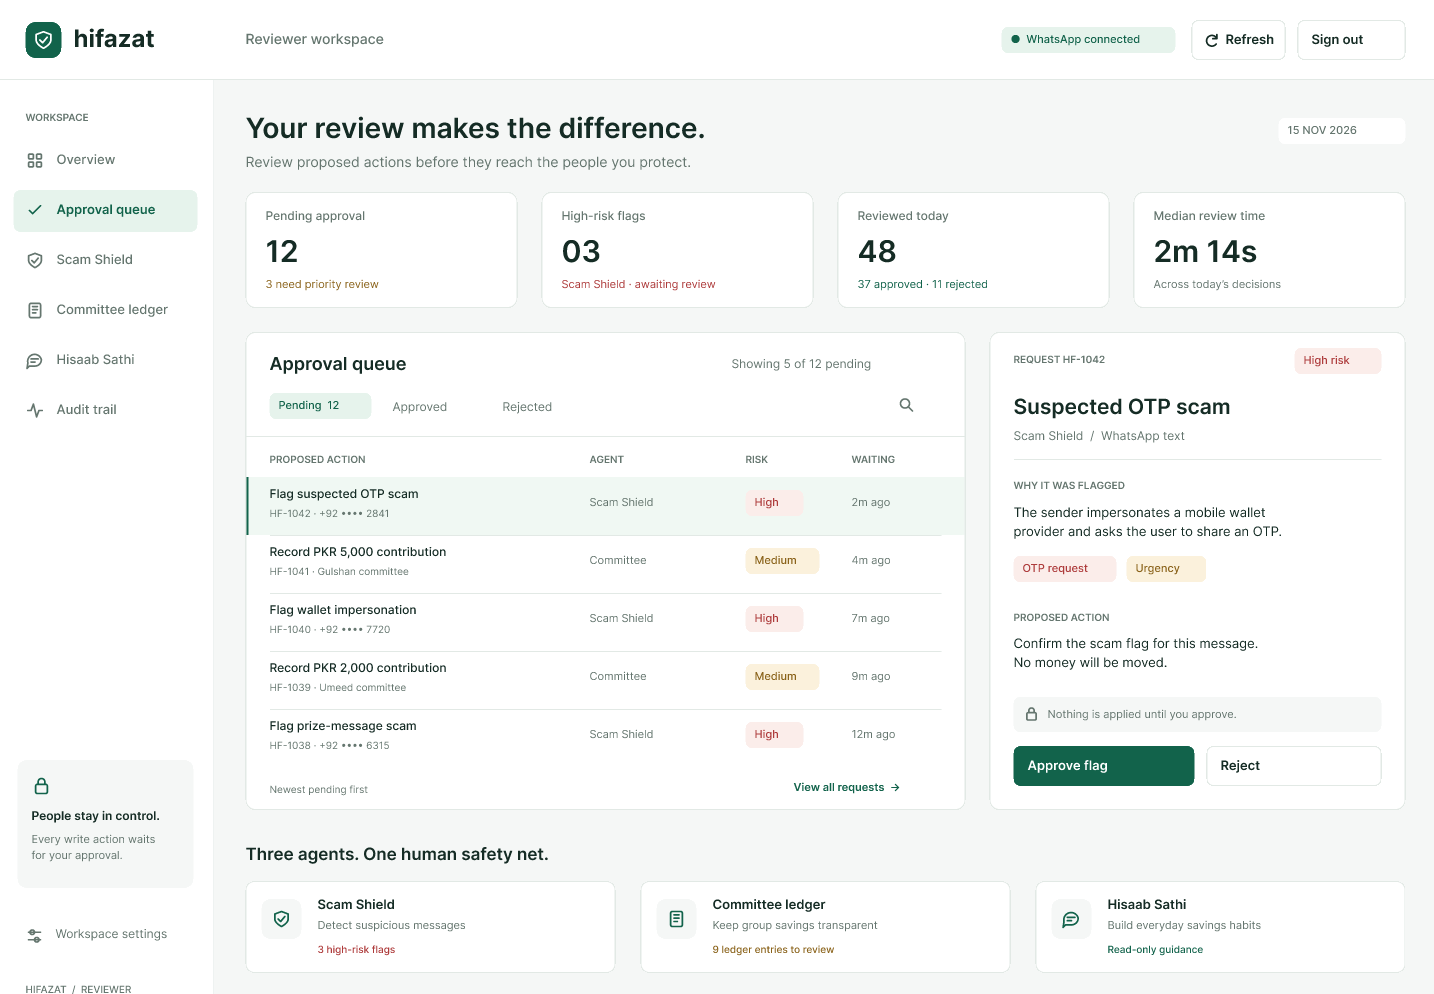 hifazat
Reviewer workspace
WhatsApp connected
Refresh
Sign out
WORKSPACE
Overview
Approval queue
Scam Shield
Committee ledger
Hisaab Sathi
Audit trail
People stay in control.
Every write action waits
for your approval.
Workspace settings
HIFAZAT / REVIEWER
Your review makes the difference.
15 NOV 2026
Review proposed actions before they reach the people you protect.
Pending approval
12
3 need priority review
High-risk flags
03
Scam Shield · awaiting review
Reviewed today
48
37 approved · 11 rejected
Median review time
2m 14s
Across today's decisions
Approval queue
Showing 5 of 12 pending
Pending 12
Approved
Rejected
PROPOSED ACTION AGENT RISK WAITING
Flag suspected OTP scam
HF-1042 · +92 •••• 2841
Scam Shield
High
2m ago
Record PKR 5,000 contribution
HF-1041 · Gulshan committee
Committee
Medium
4m ago
Flag wallet impersonation
HF-1040 · +92 •••• 7720
Scam Shield
High
7m ago
Record PKR 2,000 contribution
HF-1039 · Umeed committee
Committee
Medium
9m ago
Flag prize-message scam
HF-1038 · +92 •••• 6315
Scam Shield
High
12m ago
Newest pending first
View all requests →
REQUEST HF-1042
High risk
Suspected OTP scam
Scam Shield / WhatsApp text
WHY IT WAS FLAGGED
The sender impersonates a mobile wallet
provider and asks the user to share an OTP.
OTP request
Urgency
PROPOSED ACTION
Confirm the scam flag for this message.
No money will be moved.
Nothing is applied until you approve.
Approve flag
Reject
Three agents. One human safety net.
Scam Shield
Detect suspicious messages
3 high-risk flags
Committee ledger
Keep group savings transparent
9 ledger entries to review
Hisaab Sathi
Build everyday savings habits
Read-only guidance